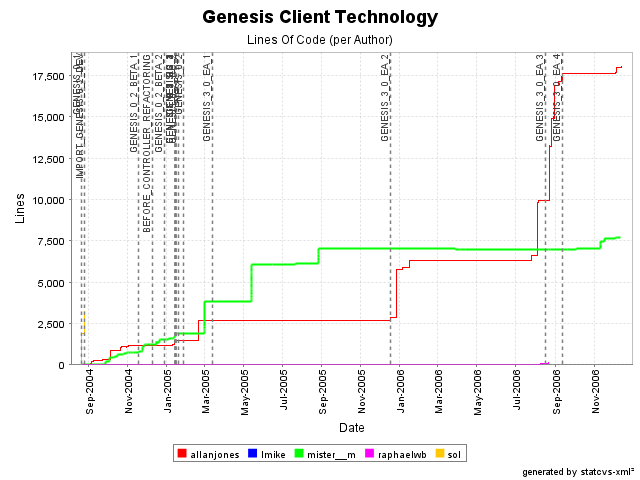 Genesis Client Technology
Lines Of Code (per Author)
Lines
17,500
15,000
12,500
10,000
7,500
5,000
2,500
0
GENESIS_0_2_BETA_1
BEFORE_CONTROLLER_REFACTORING
GENESIS_0_2_BETA_2
GENESIS_3_0_EA_1
GENESIS_3_0_EA_2
GENESIS_3_0_EA_3
GENESIS_3_0_EA_4
Sep-2004
Nov-2004
Jan-2005
Mar-2005
May-2005
Jul-2005
Sep-2005
Nov-2005
Jan-2006
Mar-2006
May-2006
Jul-2006
Sep-2006
Nov-2006
Date
allanjones lmike mister__m raphaelwb sol
generated by statcvs-xml²